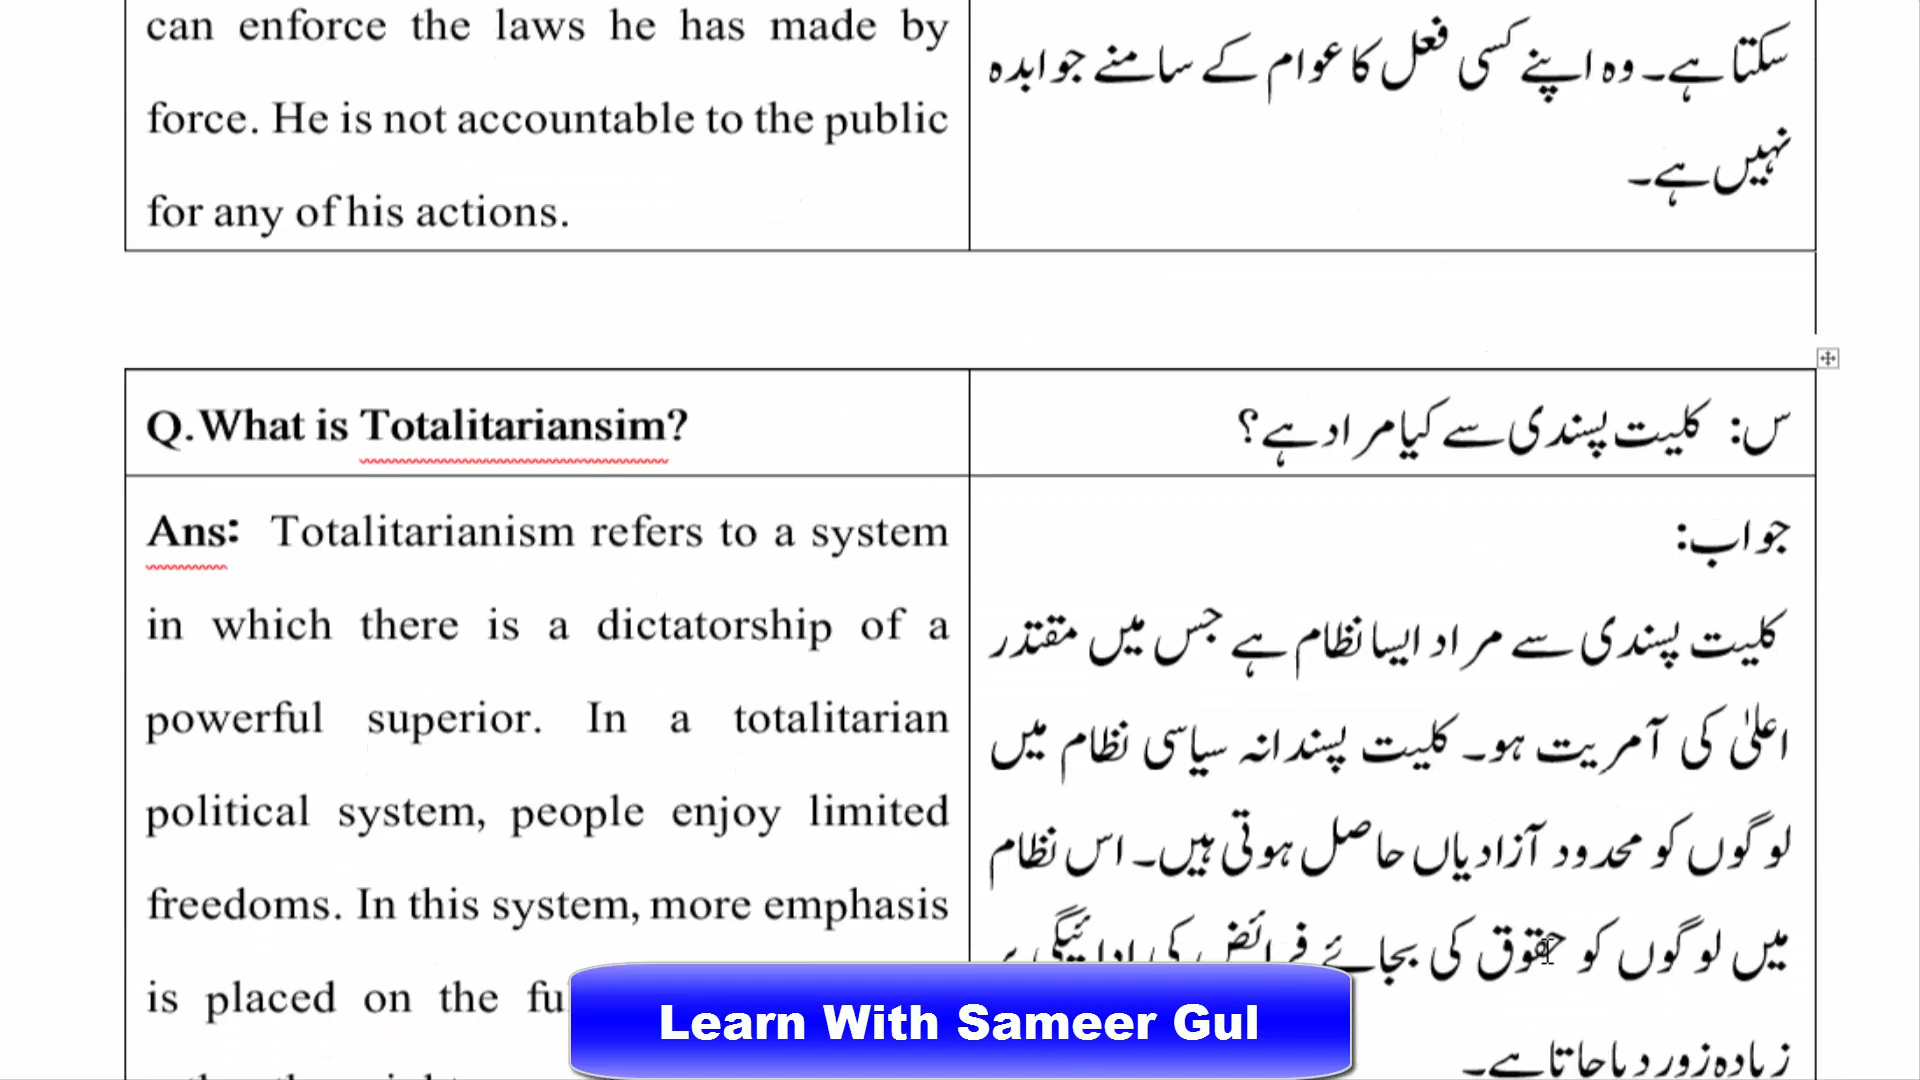 can enforce the laws he has made by
force. He is not accountable to the public
for any of his actions.
سکتا ہے۔ وہ اپنے کسی فعل کا عوام کے سامنے جوابدہ
نہیں ہے۔
Q. What is Totalitariansim?
س: کلیت پسندی سے کیا مراد ہے؟
Ans: Totalitarianism refers to a system
in which there is a dictatorship of a
powerful superior. In a totalitarian
political system, people enjoy limited
freedoms. In this system, more emphasis
is placed on the fu
جواب:
کلیت پسندی سے مراد ایسا نظام ہے جس میں مقتدر
اعلیٰ کی آمریت ہو۔ کلیت پسندانہ سیاسی نظام میں
لوگوں کو محدود آزادیاں حاصل ہوتی ہیں۔ اس نظام
میں لوگوں کو حقوق کی بجائے فرائض کی ادائیگی پر
زیادہ زور دیا جاتا ہے۔
Learn With Sameer Gul